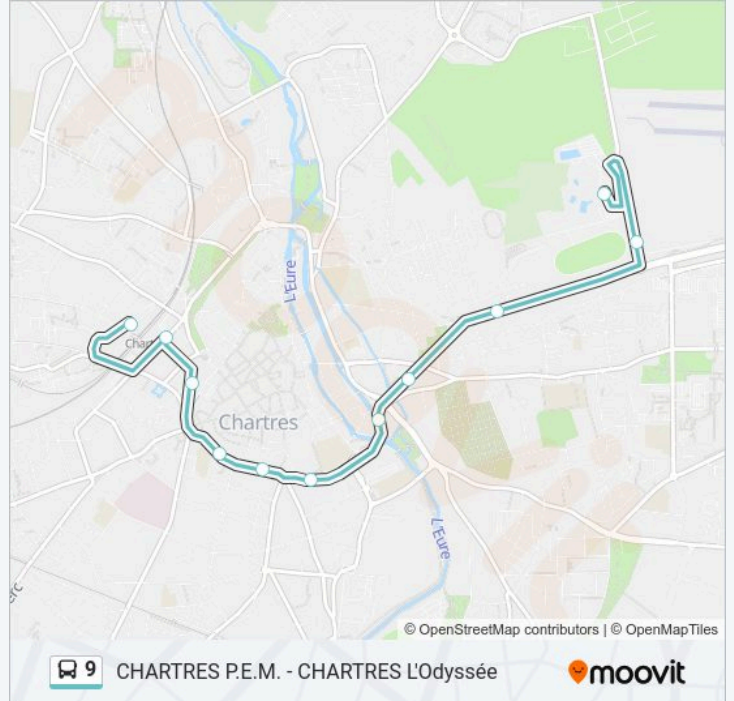 L'Eure
Chartres
L'Eure
© OpenStreetMap contributors | © OpenMapTiles
9 CHARTRES P.E.M. - CHARTRES L'Odyssée
moovit